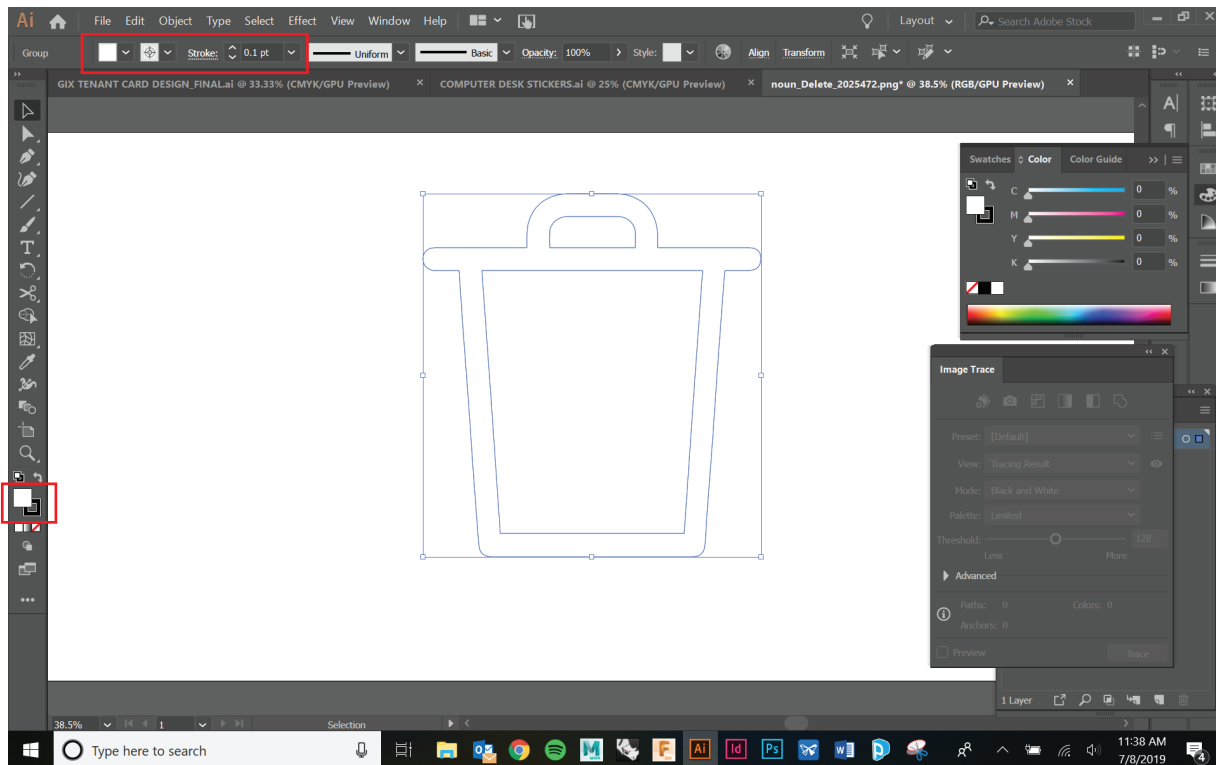 Ai File Edit Object Type Select Effect View Window Help Layout Search Adobe Stock
Group Stroke: 0.1 pt Uniform Basic Opacity: 100% Style: Align Transform
GIX TENANT CARD DESIGN_FINAL.ai @ 33.33% (CMYK/GPU Preview) × COMPUTER DESK STICKERS.ai @ 25% (CMYK/GPU Preview) × noun_Delete_2025472.png* @ 38.5% (RGB/GPU Preview) ×
Swatches Color Color Guide
C 0 %
M 0 %
Y 0 %
K 0 %
Image Trace
Preset: [Default]
View: Tracing Result
Mode: Black and White
Palette: Limited
Threshold: 128
Less More
Advanced
Paths: 0 Colors: 0
Anchors: 0
Preview Trace
1 Layer
38.5% 1 Selection
Type here to search
Ai Id Ps
11:38 AM
7/8/2019
4